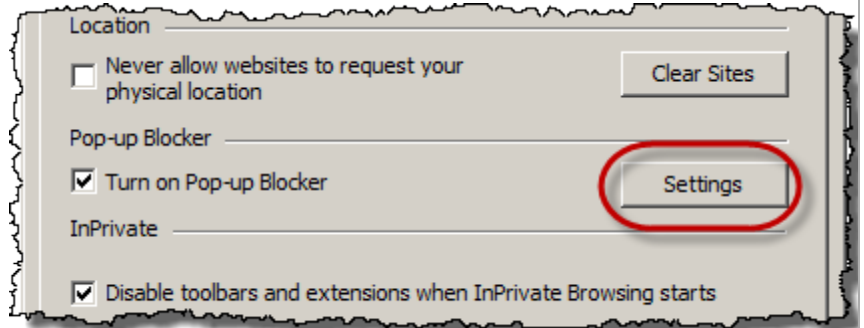 Location
Never allow websites to request your
physical location
Clear Sites
Pop-up Blocker
Turn on Pop-up Blocker
Settings
InPrivate
Disable toolbars and extensions when InPrivate Browsing starts